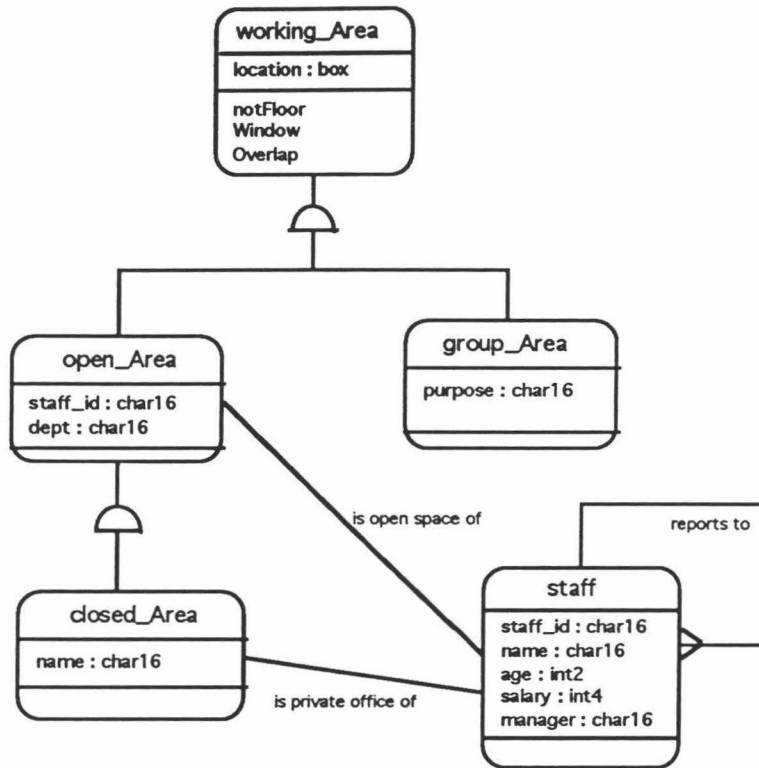 working_Area
location : box
notFloor
Window
Overlap
open_Area
staff_id : char16
dept : char16
group_Area
purpose : char16
is open space of
reports to
closed_Area
name : char16
is private office of
staff
staff_id : char16
name : char16
age : int2
salary : int4
manager : char16